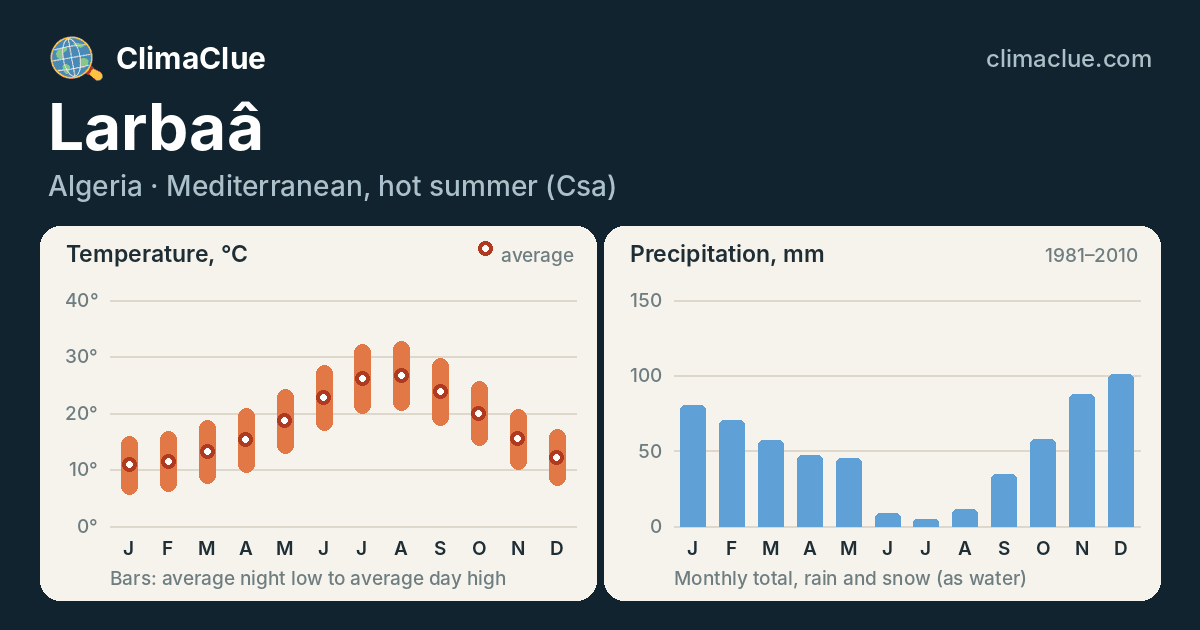 ClimaClue
climaclue.com
Larbaâ
Algeria · Mediterranean, hot summer (Csa)
Temperature, °C
average
40°
30°
20°
10°
0°
J F M A M J J A S O N D
Bars: average night low to average day high
Precipitation, mm
1981–2010
150
100
50
0
J F M A M J J A S O N D
Monthly total, rain and snow (as water)